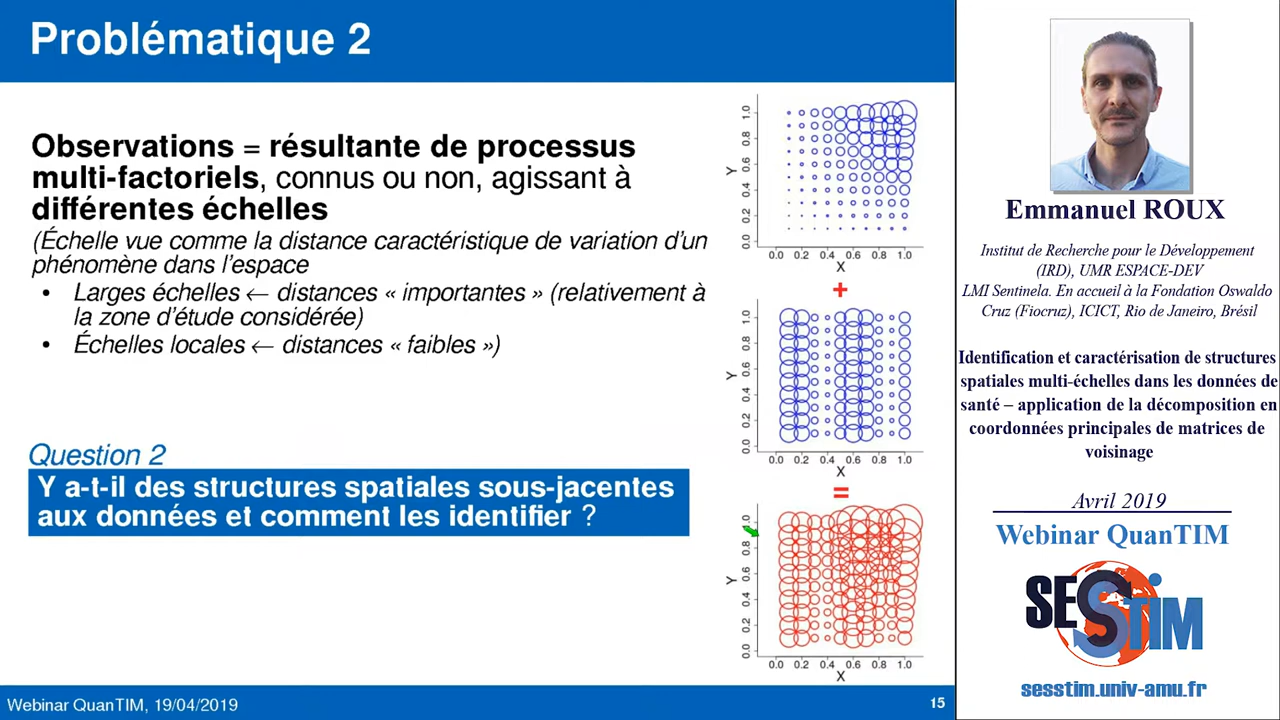 Problématique 2
Observations = résultante de processus
multi-factoriels, connus ou non, agissant à
différentes échelles
(Échelle vue comme la distance caractéristique de variation d’un
phénomène dans l’espace
• Larges échelles ← distances « importantes » (relativement à
la zone d’étude considérée)
• Échelles locales ← distances « faibles »)
Question 2
Y a-t-il des structures spatiales sous-jacentes
aux données et comment les identifier ?
Y
0.0 0.2 0.4 0.6 0.8 1.0
0.0 0.2 0.4 0.6 0.8 1.0
X
+
Y
0.0 0.2 0.4 0.6 0.8 1.0
0.0 0.2 0.4 0.6 0.8 1.0
X
=
Y
0.0 0.2 0.4 0.6 0.8 1.0
0.0 0.2 0.4 0.6 0.8 1.0
X
Webinar QuanTIM, 19/04/2019
15
Emmanuel ROUX
Institut de Recherche pour le Développement
(IRD), UMR ESPACE-DEV
LMI Sentinela. En accueil à la Fondation Oswaldo
Cruz (Fiocruz), ICICT, Rio de Janeiro, Brésil
Identification et caractérisation de structures
spatiales multi-échelles dans les données de
santé – application de la décomposition en
coordonnées principales de matrices de
voisinage
Avril 2019
Webinar QuanTIM
SESSTIM
sesstim.univ-amu.fr